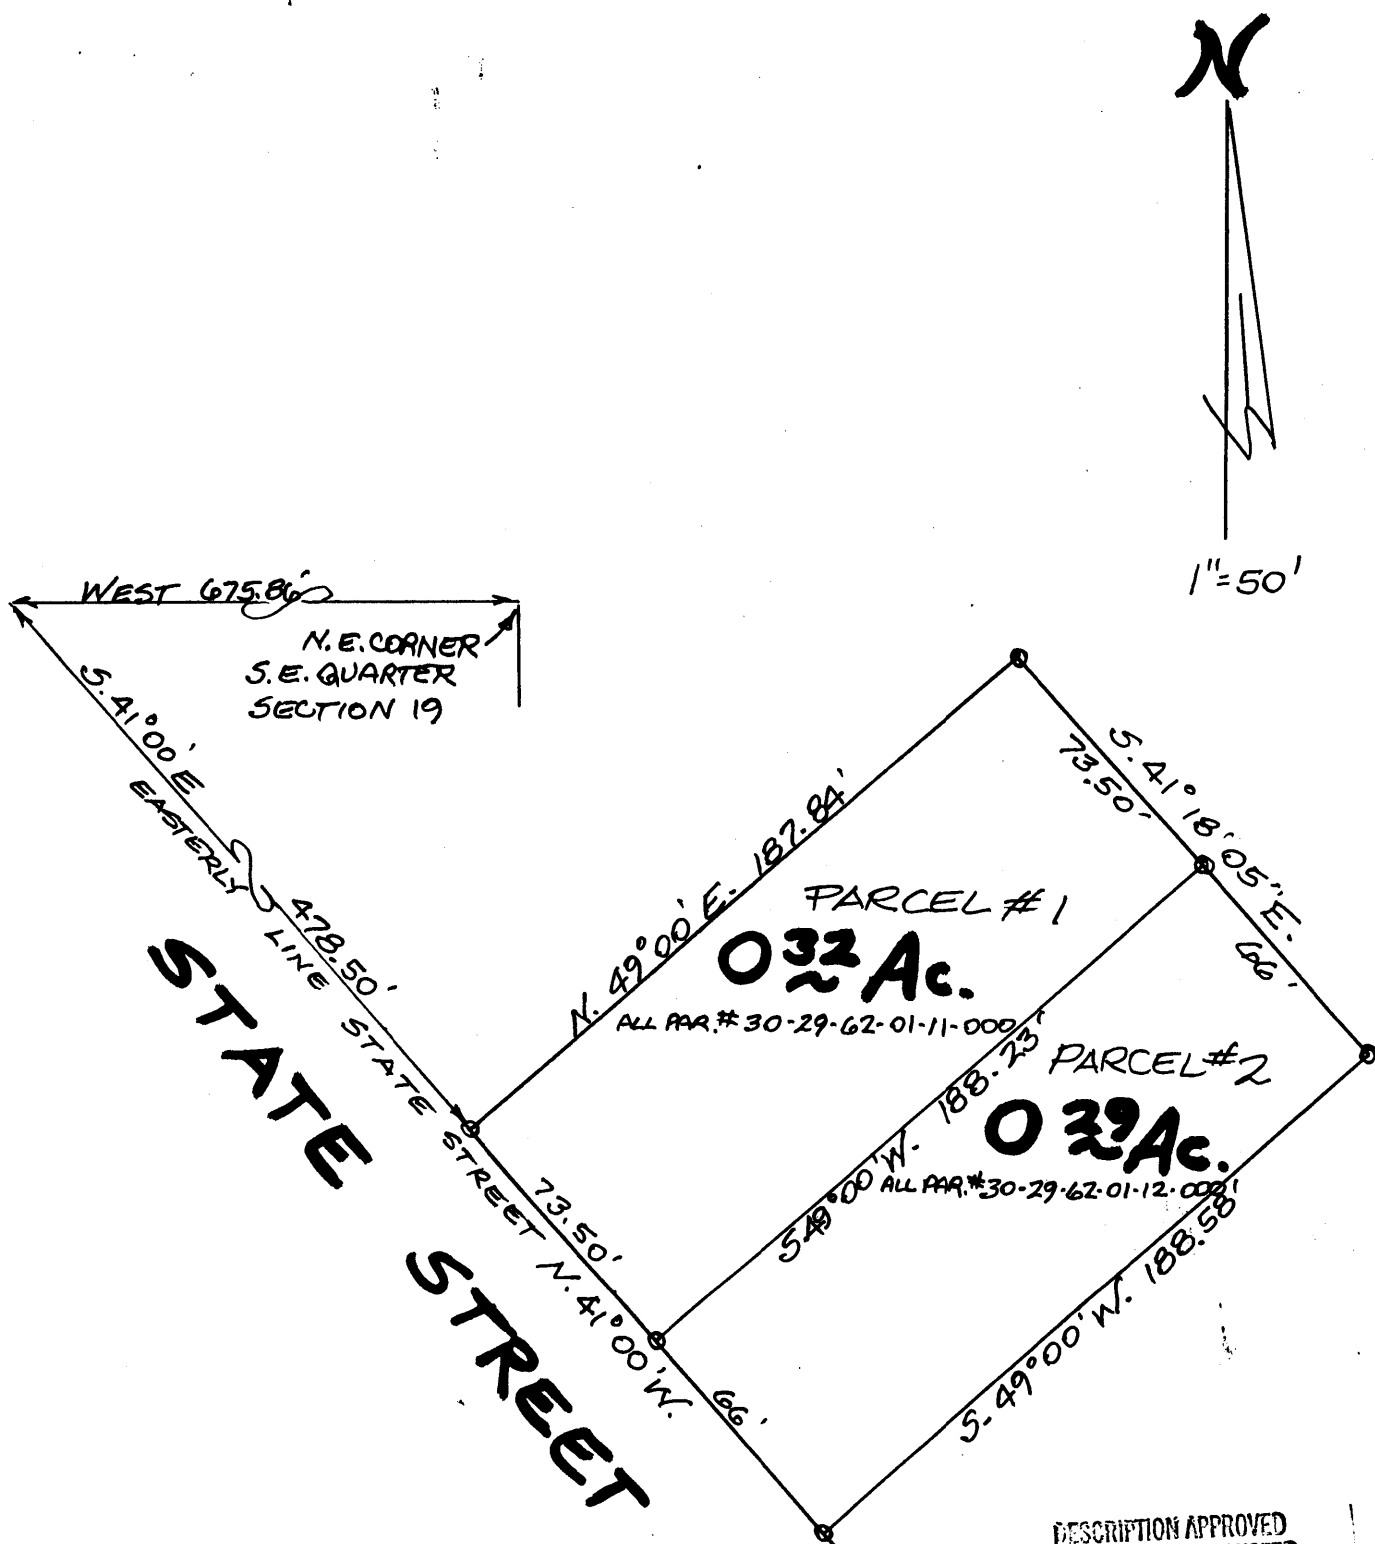 N
1"=50'
WEST 675.86'
N.E. CORNER
S.E. QUARTER
SECTION 19
S. 41°00' E
478.50'
EASTERLY LINE STATE STREET
STATE STREET
N. 49°00' E. 187.84'
S. 41° 18' 05" E.
73.50'
66'
PARCEL #1
0 32 Ac.
ALL PAR.# 30-29-62-01-11-000
S 49°00' W. 188.23'
PARCEL #2
0 29 Ac.
ALL PAR.# 30-29-62-01-12-000
S. 49°00' W. 188.58'
73.50'
N. 41°00' W.
66'
DESCRIPTION APPROVED